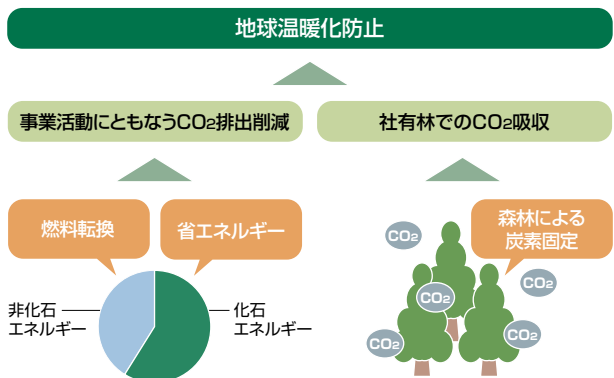 地球温暖化防止
事業活動にともなうCO₂排出削減
社有林でのCO₂吸収
燃料転換
省エネルギー
森林による
炭素固定
非化石
エネルギー
化石
エネルギー
CO₂
CO₂
CO₂
CO₂
CO₂